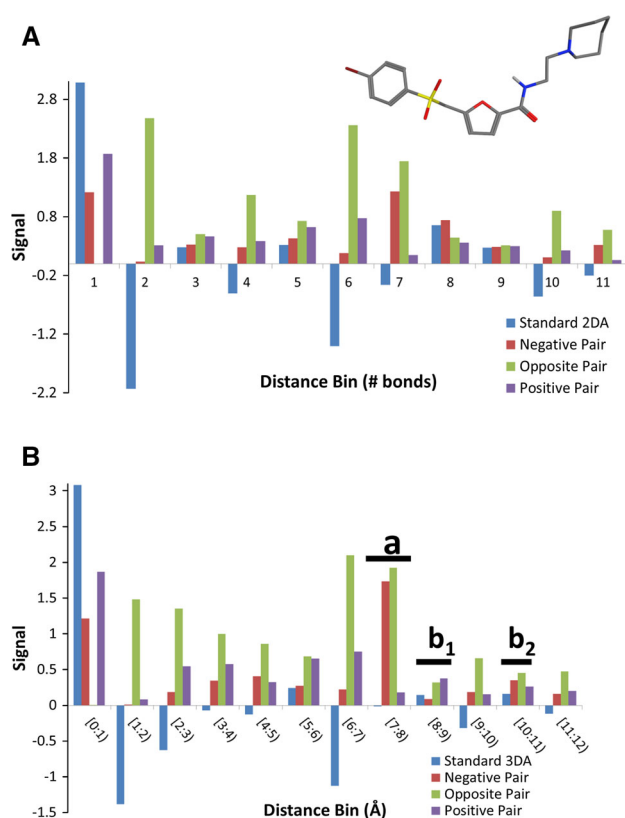 A
2.8
1.8
0.8
-0.2
-1.2
-2.2
Signal
1 2 3 4 5 6 7 8 9 10 11
Distance Bin (# bonds)
Standard 2DA
Negative Pair
Opposite Pair
Positive Pair
B
3
2.5
2
1.5
1
0.5
0
-0.5
-1
-1.5
Signal
a
b1
b2
[0:1) [1:2) [2:3) [3:4) [4:5) [5:6) [6:7) [7:8) [8:9) [9:10) [10:11) [11:12)
Distance Bin (Å)
Standard 3DA
Negative Pair
Opposite Pair
Positive Pair